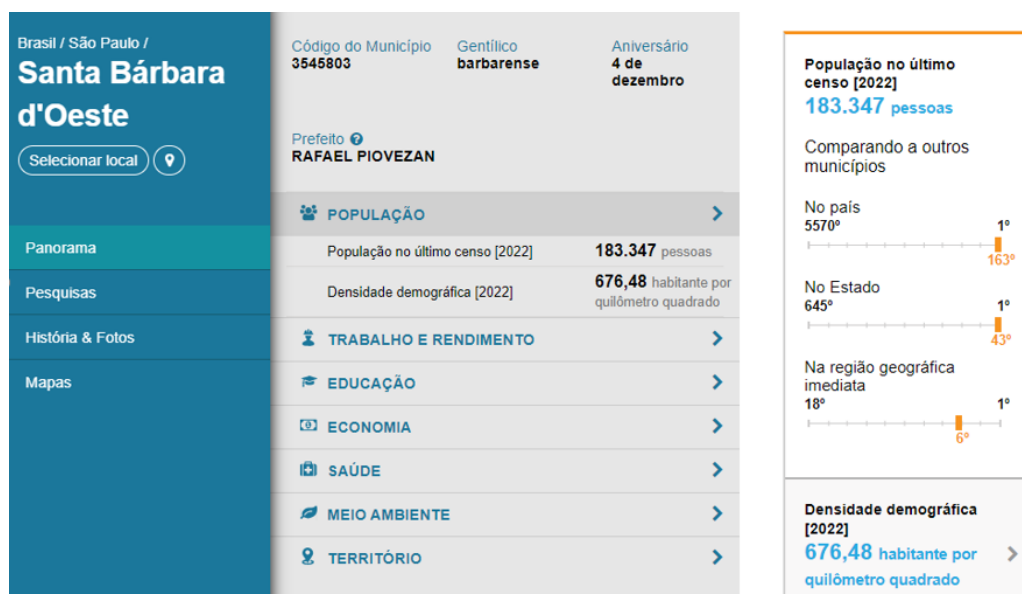 Brasil / São Paulo /
Santa Bárbara
d'Oeste
Selecionar local
Panorama
Pesquisas
História & Fotos
Mapas
Código do Município
3545803
Gentílico
barbarense
Aniversário
4 de
dezembro
Prefeito
RAFAEL PIOVEZAN
POPULAÇÃO
População no último censo [2022] 183.347 pessoas
Densidade demográfica [2022] 676,48 habitante por
quilômetro quadrado
TRABALHO E RENDIMENTO
EDUCAÇÃO
ECONOMIA
SAÚDE
MEIO AMBIENTE
TERRITÓRIO
População no último
censo [2022]
183.347 pessoas
Comparando a outros
municípios
No país
5570º 1º
163º
No Estado
645º 1º
43º
Na região geográfica
imediata
18º 1º
6º
Densidade demográfica
[2022]
676,48 habitante por
quilômetro quadrado